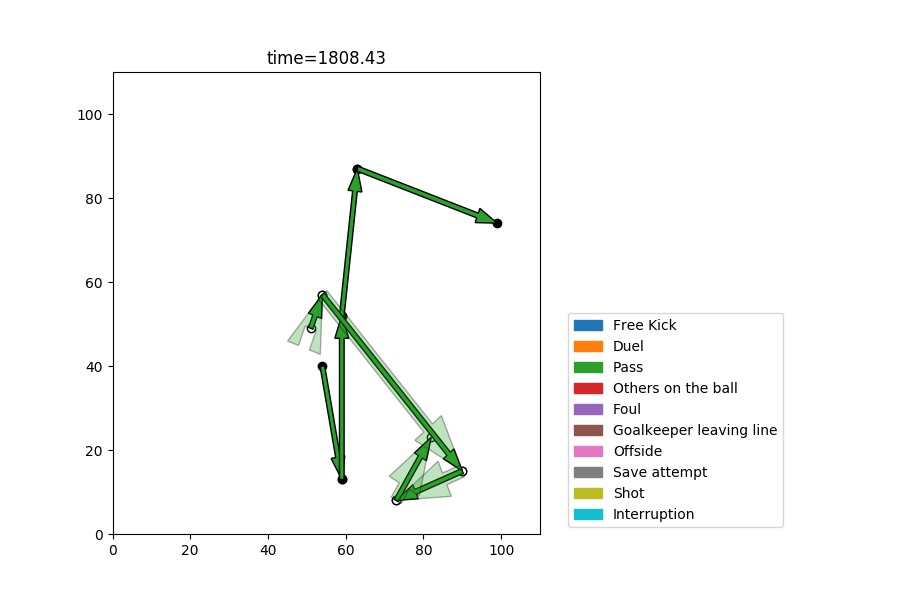 time=1808.43
100
80
60
40
20
0
0 20 40 60 80 100
Free Kick
Duel
Pass
Others on the ball
Foul
Goalkeeper leaving line
Offside
Save attempt
Shot
Interruption